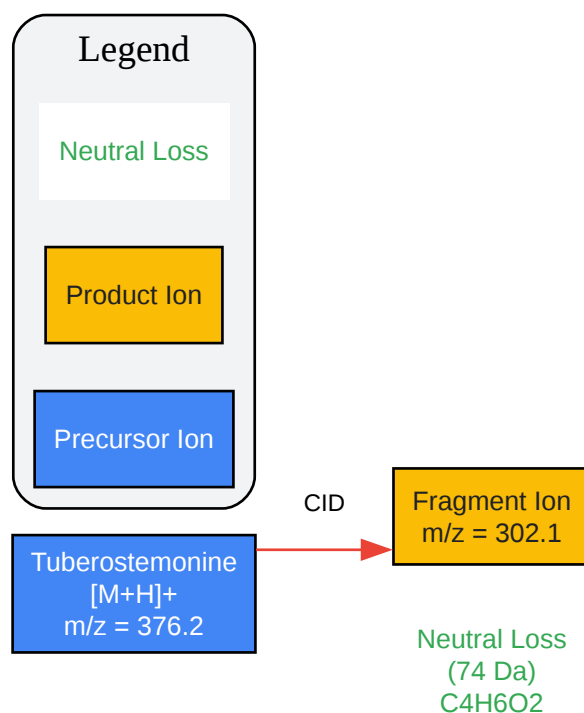 Legend
Neutral Loss
Product Ion
Precursor Ion
Tuberostemonine
[M+H]+
m/z = 376.2
CID
Fragment Ion
m/z = 302.1
Neutral Loss
(74 Da)
C4H6O2